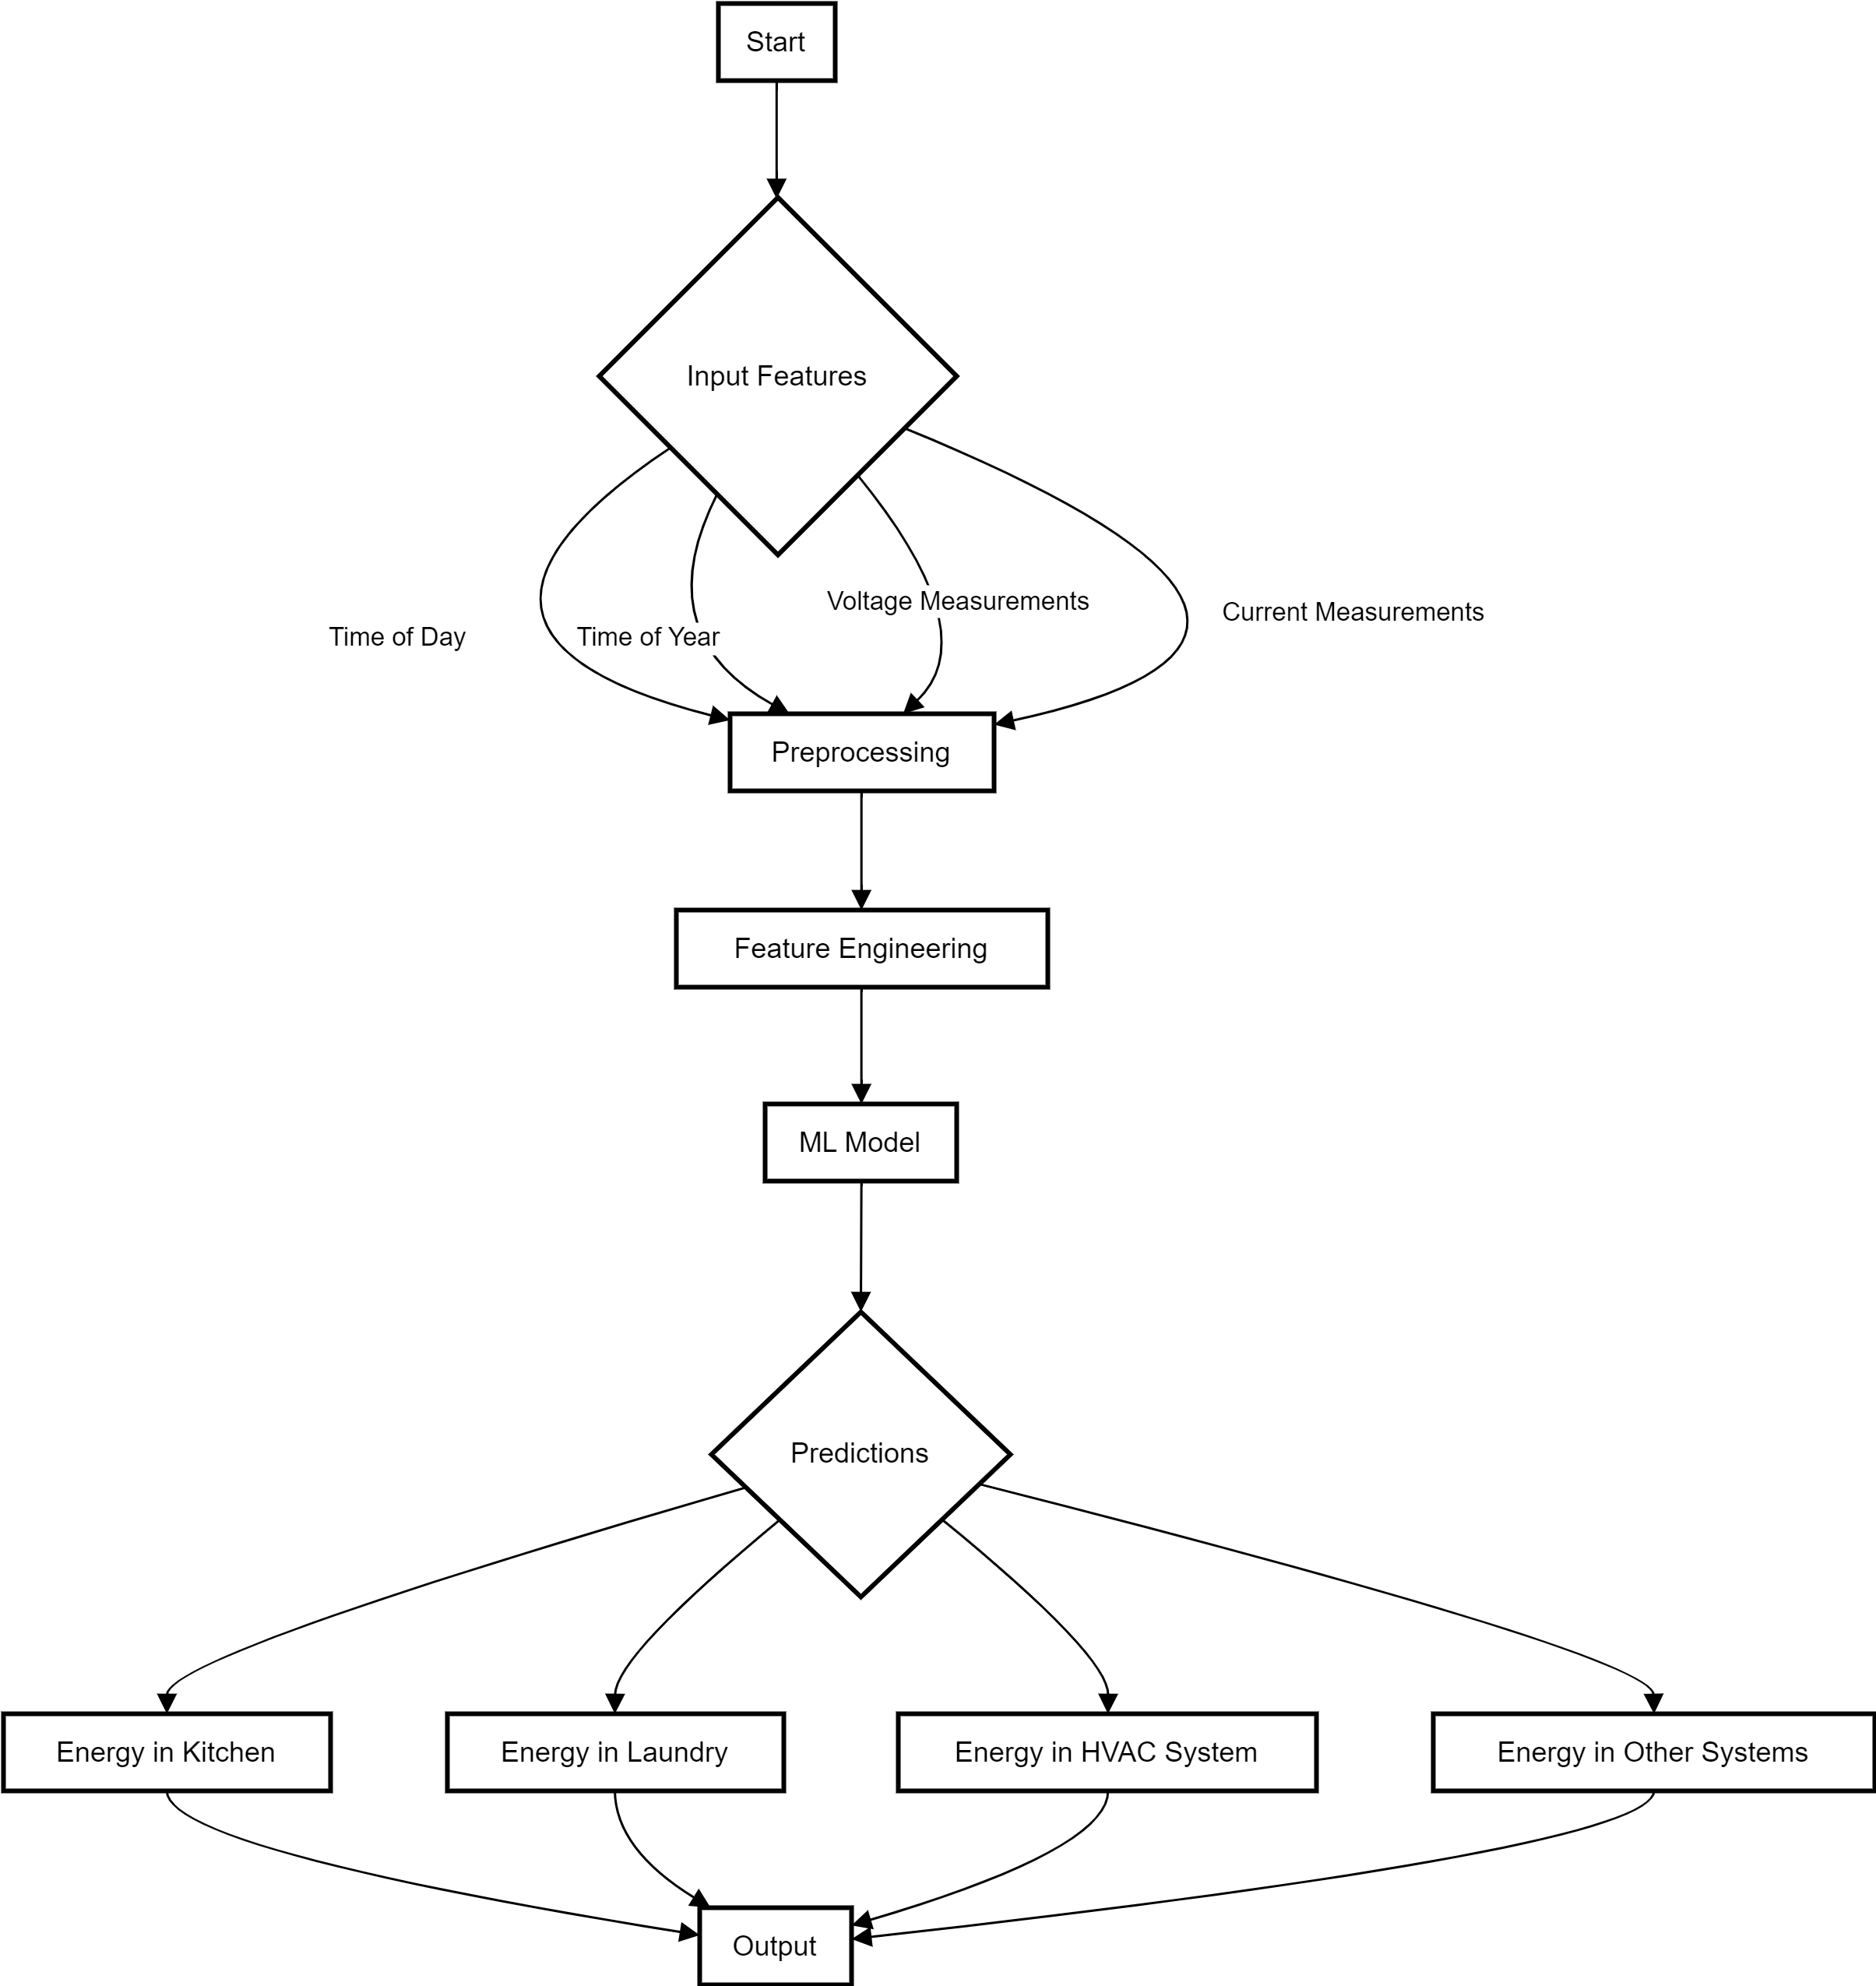 Start
Input Features
Time of Day
Time of Year
Voltage Measurements
Current Measurements
Preprocessing
Feature Engineering
ML Model
Predictions
Energy in Kitchen
Energy in Laundry
Energy in HVAC System
Energy in Other Systems
Output